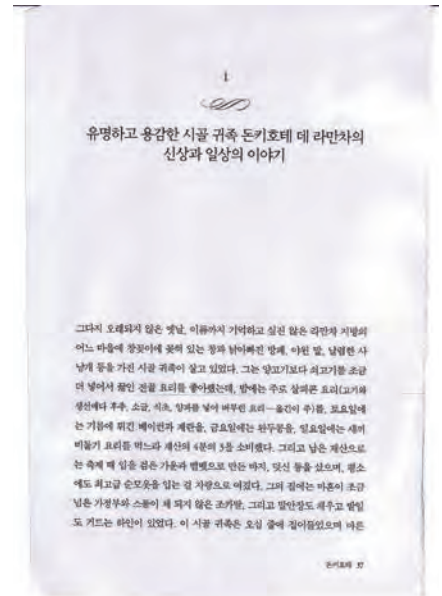 1
유명하고 용감한 시골 귀족 돈키호테 데 라만차의
신상과 일상의 이야기
그다지 오래되지 않은 옛날, 이름까지 기억하고 싶진 않은 라만차 지방의
어느 마을에 창꽂이에 꽂혀 있는 창과 낡아빠진 방패, 야윈 말, 날렵한 사
냥개 등을 가진 시골 귀족이 살고 있었다. 그는 양고기보다 쇠고기를 조금
더 넣어서 끓인 전골 요리를 좋아했는데, 밤에는 주로 살피콘 요리(고기와
생선에다 후추, 소금, 식초, 양파를 넣어 버무린 요리―옮긴이 주)를, 토요일에
는 기름에 튀긴 베이컨과 계란을, 금요일에는 완두콩을, 일요일에는 새끼
비둘기 요리를 먹느라 재산의 4분의 3을 소비했다. 그리고 남은 재산으로
는 축제 때 입을 검은 가운과 벨벳으로 만든 바지, 덧신 등을 샀으며, 평소
에도 최고급 순모옷을 입는 걸 자랑으로 여겼다. 그의 집에는 마흔이 조금
넘은 가정부와 스물이 채 되지 않은 조카딸, 그리고 말안장도 채우고 밭일
도 거드는 하인이 있었다. 이 시골 귀족은 오십 줄에 접어들었으며 마른
돈키호테 37